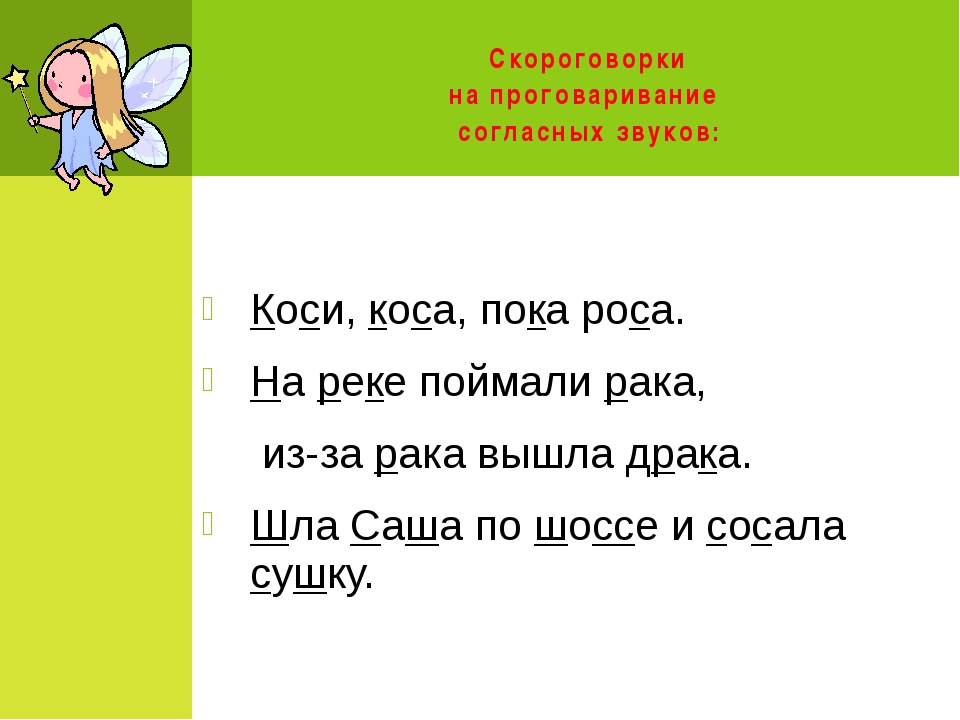 Скороговорки
на проговаривание
согласных звуков:
Коси, коса, пока роса.
На реке поймали рака,
из-за рака вышла драка.
Шла Саша по шоссе и сосала
сушку.